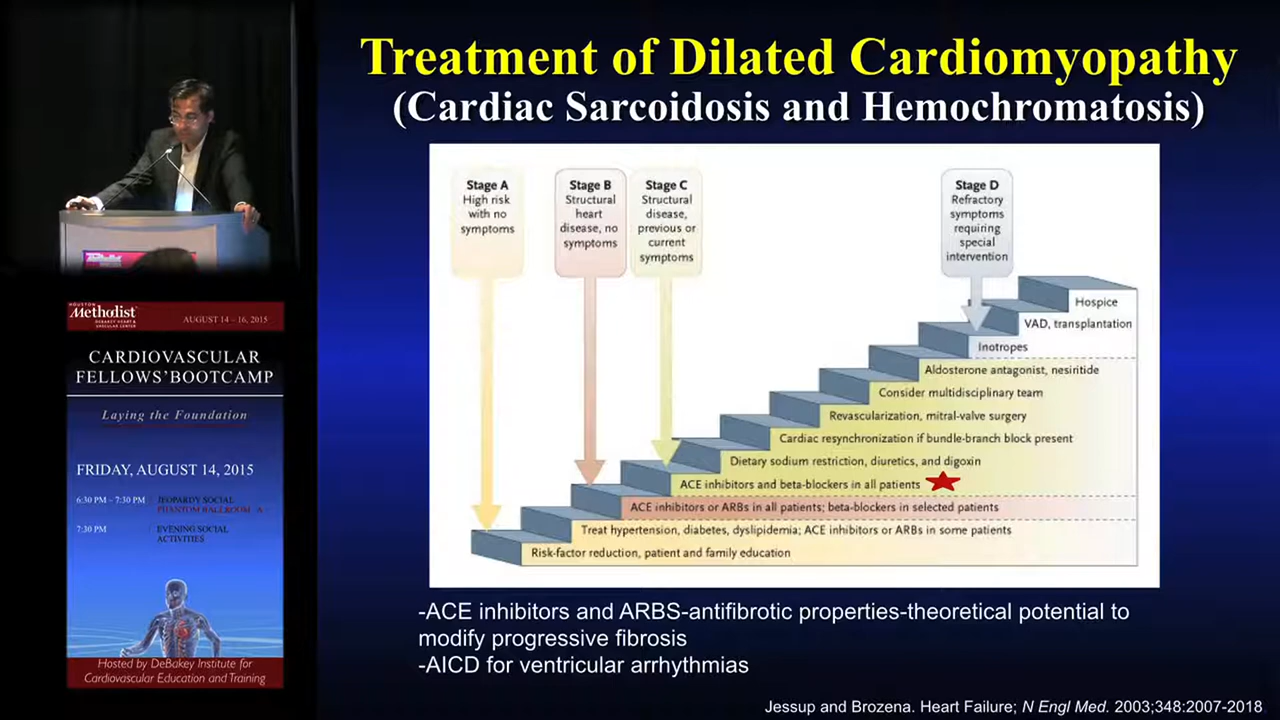 Treatment of Dilated Cardiomyopathy
(Cardiac Sarcoidosis and Hemochromatosis)
Stage A
High risk
with no
symptoms
Stage B
Structural
heart
disease, no
symptoms
Stage C
Structural
disease,
previous or
current
symptoms
Stage D
Refractory
symptoms
requiring
special
intervention
Hospice
VAD, transplantation
Inotropes
Aldosterone antagonist, nesiritide
Consider multidisciplinary team
Revascularization, mitral-valve surgery
Cardiac resynchronization if bundle-branch block present
Dietary sodium restriction, diuretics, and digoxin
ACE inhibitors and beta-blockers in all patients
ACE inhibitors or ARBs in all patients; beta-blockers in selected patients
Treat hypertension, diabetes, dyslipidemia; ACE inhibitors or ARBs in some patients
Risk-factor reduction, patient and family education
-ACE inhibitors and ARBS-antifibrotic properties-theoretical potential to
modify progressive fibrosis
-AICD for ventricular arrhythmias
Jessup and Brozena. Heart Failure; N Engl Med. 2003;348:2007-2018
HOUSTON
Methodist
DEBAKEY HEART &
VASCULAR CENTER
AUGUST 14 – 16, 2015
CARDIOVASCULAR
FELLOWS'BOOTCAMP
Laying the Foundation
FRIDAY, AUGUST 14, 2015
6:30 PM – 7:30 PM JEOPARDY SOCIAL
PHANTOM BALLROOM A
7:30 PM EVENING SOCIAL
ACTIVITIES
Hosted by DeBakey Institute for
Cardiovascular Education and Training